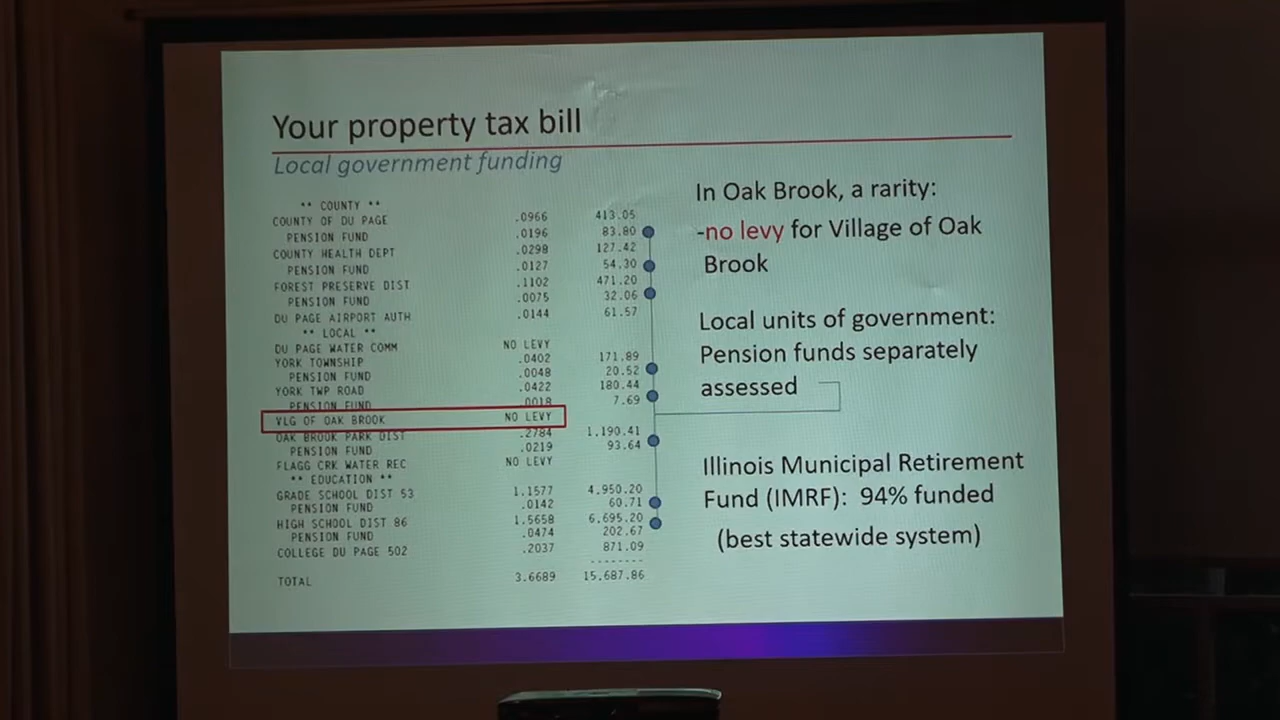 Your property tax bill
Local government funding
** COUNTY **
COUNTY OF DU PAGE .0966 413.05
PENSION FUND .0196 83.80
COUNTY HEALTH DEPT .0298 127.42
PENSION FUND .0127 54.30
FOREST PRESERVE DIST .1102 471.20
PENSION FUND .0075 32.06
DU PAGE AIRPORT AUTH .0144 61.57
** LOCAL **
DU PAGE WATER COMM NO LEVY
YORK TOWNSHIP .0402 171.89
PENSION FUND .0048 20.52
YORK TWP ROAD .0422 180.44
PENSION FUND .0018 7.69
VLG OF OAK BROOK NO LEVY
OAK BROOK PARK DIST .2784 1,190.41
PENSION FUND .0219 93.64
FLAGG CRK WATER REC NO LEVY
** EDUCATION **
GRADE SCHOOL DIST 53 1.1577 4,950.20
PENSION FUND .0142 60.71
HIGH SCHOOL DIST 86 1.5658 6,695.20
PENSION FUND .0474 202.67
COLLEGE DU PAGE 502 .2037 871.09
TOTAL 3.6689 15,687.86
In Oak Brook, a rarity:
-no levy for Village of Oak
Brook
Local units of government:
Pension funds separately
assessed
Illinois Municipal Retirement
Fund (IMRF): 94% funded
(best statewide system)